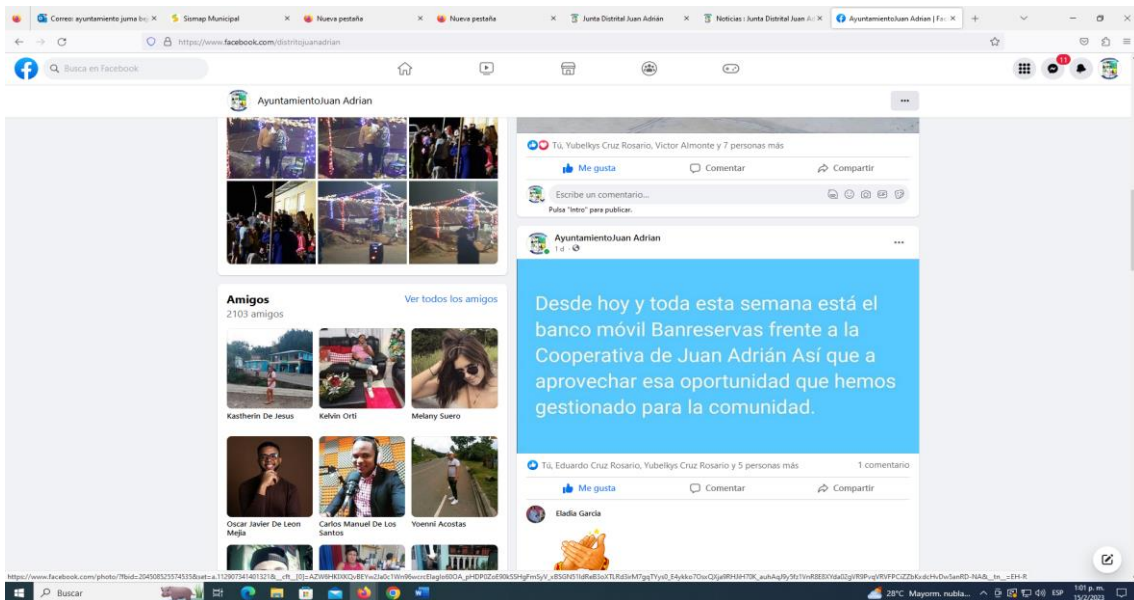 Correo: ayuntamiento juma bej
Sismap Municipal
Nueva pestaña
Nueva pestaña
Junta Distrital Juan Adrián
Noticias : Junta Distrital Juan Ad
AyuntamientoJuan Adrian | Fac
https://www.facebook.com/distritojuanadrian
Busca en Facebook
11
AyuntamientoJuan Adrian
Tú, Yubelkys Cruz Rosario, Victor Almonte y 7 personas más
Me gusta
Comentar
Compartir
Escribe un comentario...
Pulsa "Intro" para publicar.
Amigos
Ver todos los amigos
2103 amigos
Kastherin De Jesus
Kelvin Orti
Melany Suero
Oscar Javier De Leon
Mejia
Carlos Manuel De Los
Santos
Yoenni Acostas
AyuntamientoJuan Adrian
1 d
Desde hoy y toda esta semana está el
banco móvil Banreservas frente a la
Cooperativa de Juan Adrián Así que a
aprovechar esa oportunidad que hemos
gestionado para la comunidad.
Tú, Eduardo Cruz Rosario, Yubelkys Cruz Rosario y 5 personas más
1 comentario
Me gusta
Comentar
Compartir
Eladia Garcia
Buscar
28°C Mayorm. nubla...
ESP
1:01 p. m.
15/2/2023